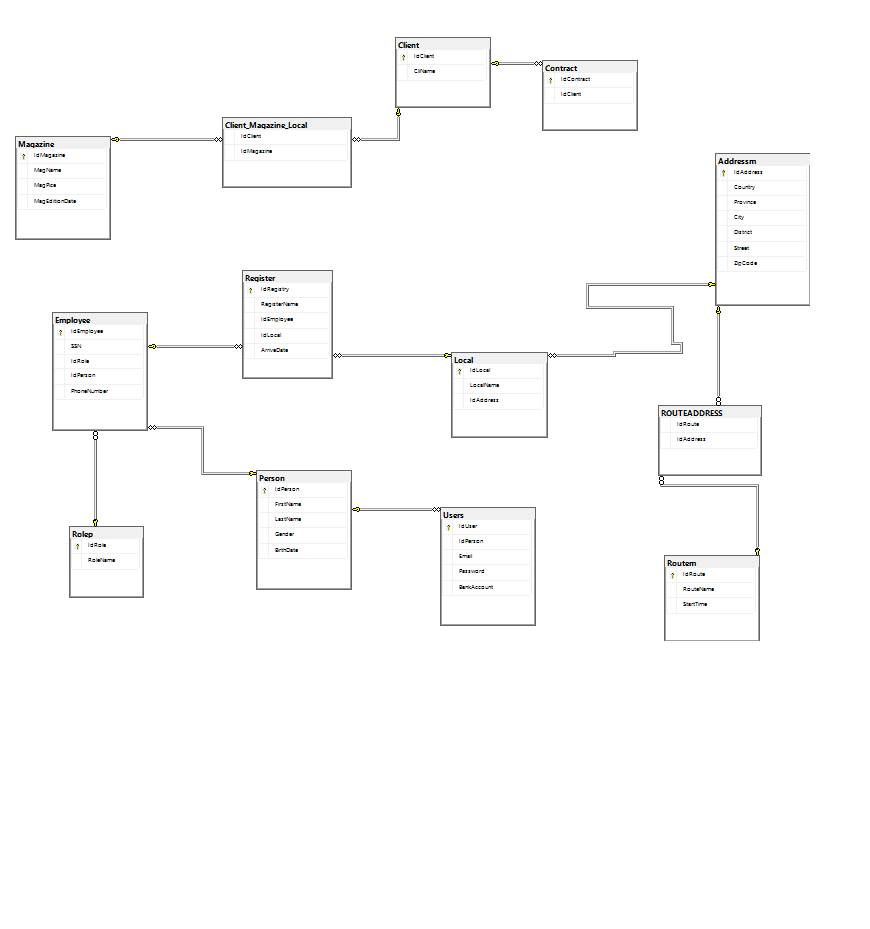 Client
IdClient
CliName
Contract
IdContract
IdClient
Client_Magazine_Local
IdClient
IdMagazine
Magazine
IdMagazine
MagName
MagPice
MagEditionDate
Addressm
IdAddress
Country
Province
City
District
Street
ZipCode
Register
IdRegistry
RegisterName
IdEmployee
IdLocal
ArriveDate
Employee
IdEmployee
SSN
IdRole
IdPerson
PhoneNumber
Local
IdLocal
LocalName
IdAddress
ROUTEADDRESS
IdRoute
IdAddress
Person
IdPerson
FirstName
LastName
Gender
BirthDate
Users
IdUser
IdPerson
Email
Password
BankAccount
Rolep
IdRole
RoleName
Routem
IdRoute
RouteName
StartTime